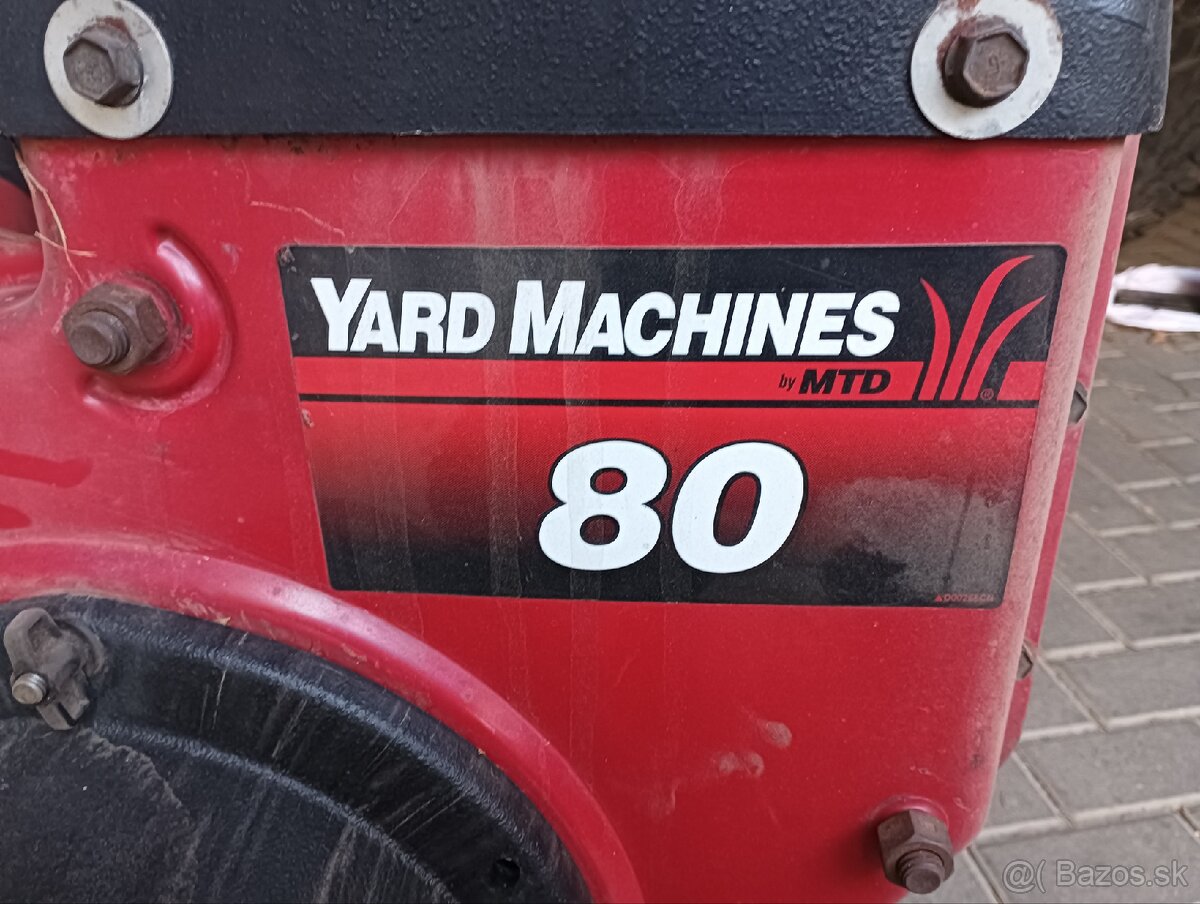 YARD MACHINES
by MTD
®
80
@( Bazos.sk